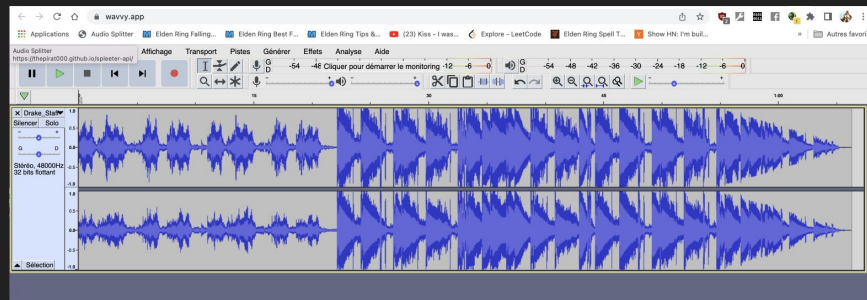 wavvy.app
Applications Audio Splitter Elden Ring Falling... Elden Ring Best F... Elden Ring Tips &... (23) Kiss - I was... Explore - LeetCode Elden Ring Spell T... Show HN: I'm buil... » Autres favoris
Audio Splitter
https://thepirat000.github.io/spleeter-api/
Affichage Transport Pistes Générer Effets Analyse Aide
G D -54 -48 Cliquer pour démarrer le monitoring -12 -6 0
G D -54 -48 -42 -36 -30 -24 -18 -12 -6 0
15 30 45 1:00
× Drake_Staff
Silencer Solo
- +
G D
Stéréo, 48000Hz
32 bits flottant
Sélection
1.0
0.5
0.0
-0.5
-1.0
1.0
0.5
0.0
-0.5
-1.0